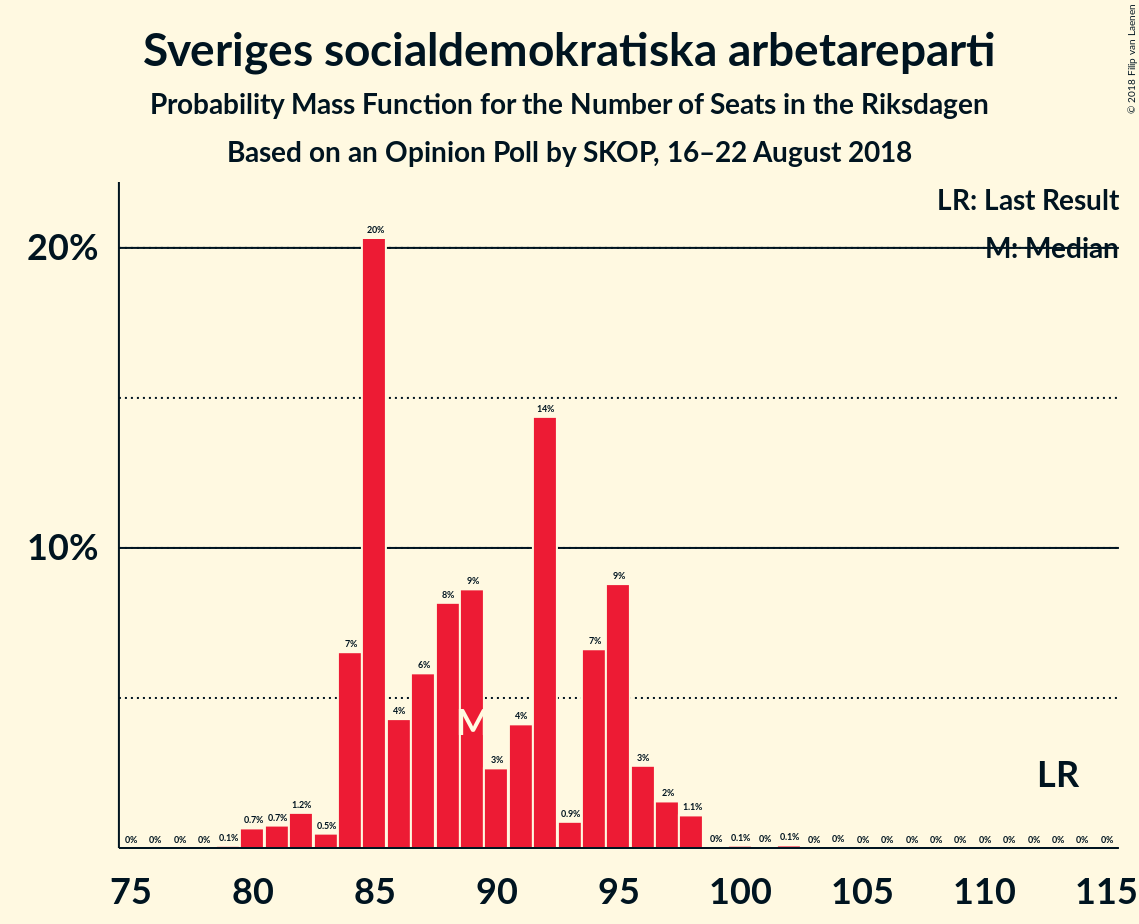 Sveriges socialdemokratiska arbetareparti
Probability Mass Function for the Number of Seats in the Riksdagen
Based on an Opinion Poll by SKOP, 16–22 August 2018
© 2018 Filip van Laenen
LR: Last Result
M: Median
20%
10%
0% 0% 0% 0% 0.1% 0.7% 0.7% 1.2% 0.5% 7% 20% 4% 6% 8% 9% 3% 4% 14% 0.9% 7% 9% 3% 2% 1.1% 0% 0.1% 0% 0.1% 0% 0% 0% 0% 0% 0% 0% 0% 0% 0% 0% 0% 0%
M
LR
75 80 85 90 95 100 105 110 115